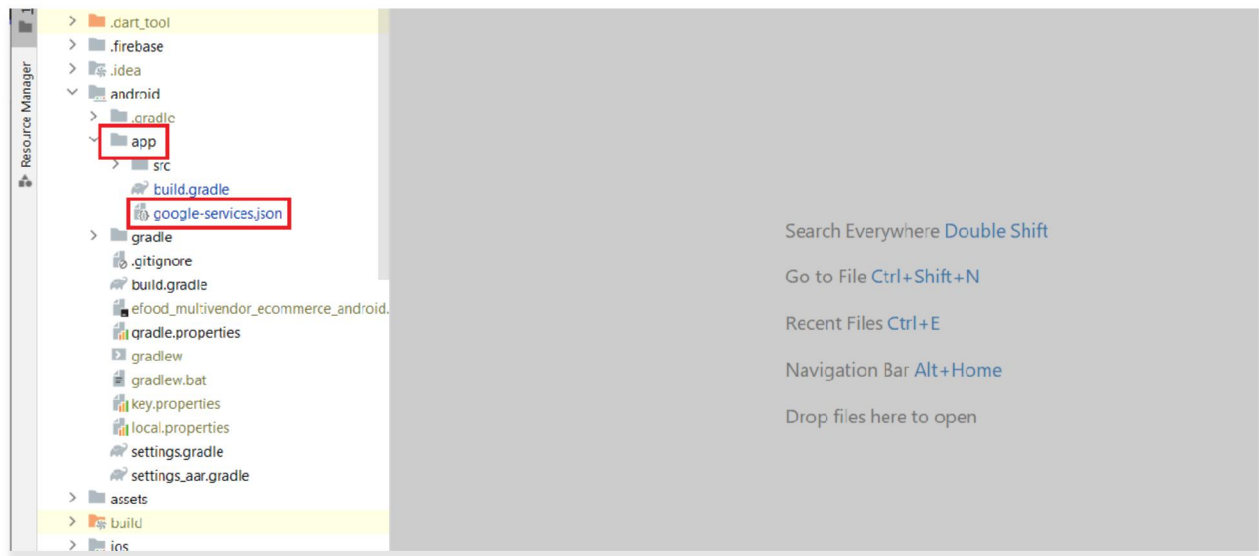 Resource Manager
.dart_tool
.firebase
.idea
android
.gradle
app
src
build.gradle
google-services.json
gradle
.gitignore
build.gradle
efood_multivendor_ecommerce_android.
gradle.properties
gradlew
gradlew.bat
key.properties
local.properties
settings.gradle
settings_aar.gradle
assets
build
ios
Search Everywhere Double Shift
Go to File Ctrl+Shift+N
Recent Files Ctrl+E
Navigation Bar Alt+Home
Drop files here to open